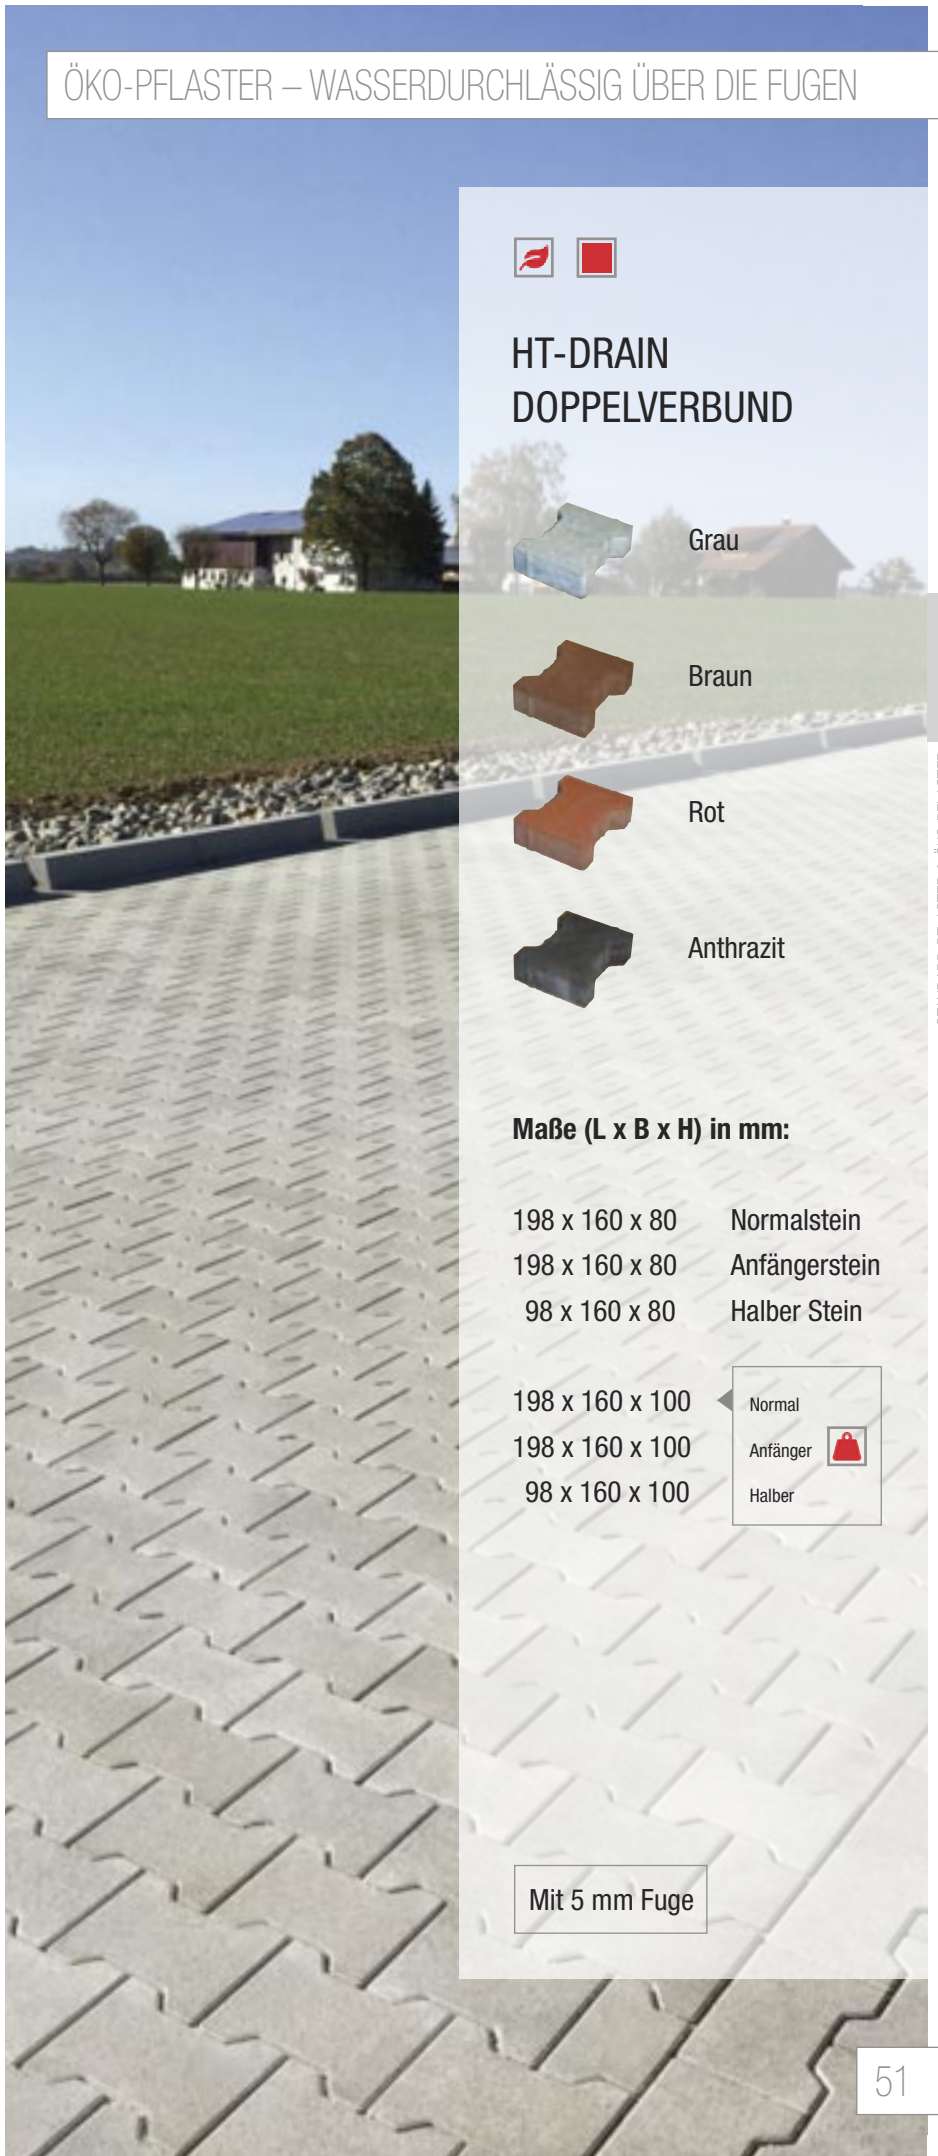 ÖKO-PFLASTER – WASSERDURCHLÄSSIG ÜBER DIE FUGEN
HT-DRAIN
DOPPELVERBUND
Grau
Braun
Rot
Anthrazit
Maße (L x B x H) in mm:
198 x 160 x 80 Normalstein
198 x 160 x 80 Anfängerstein
98 x 160 x 80 Halber Stein
198 x 160 x 100 Normal
198 x 160 x 100 Anfänger
98 x 160 x 100 Halber
Mit 5 mm Fuge
51